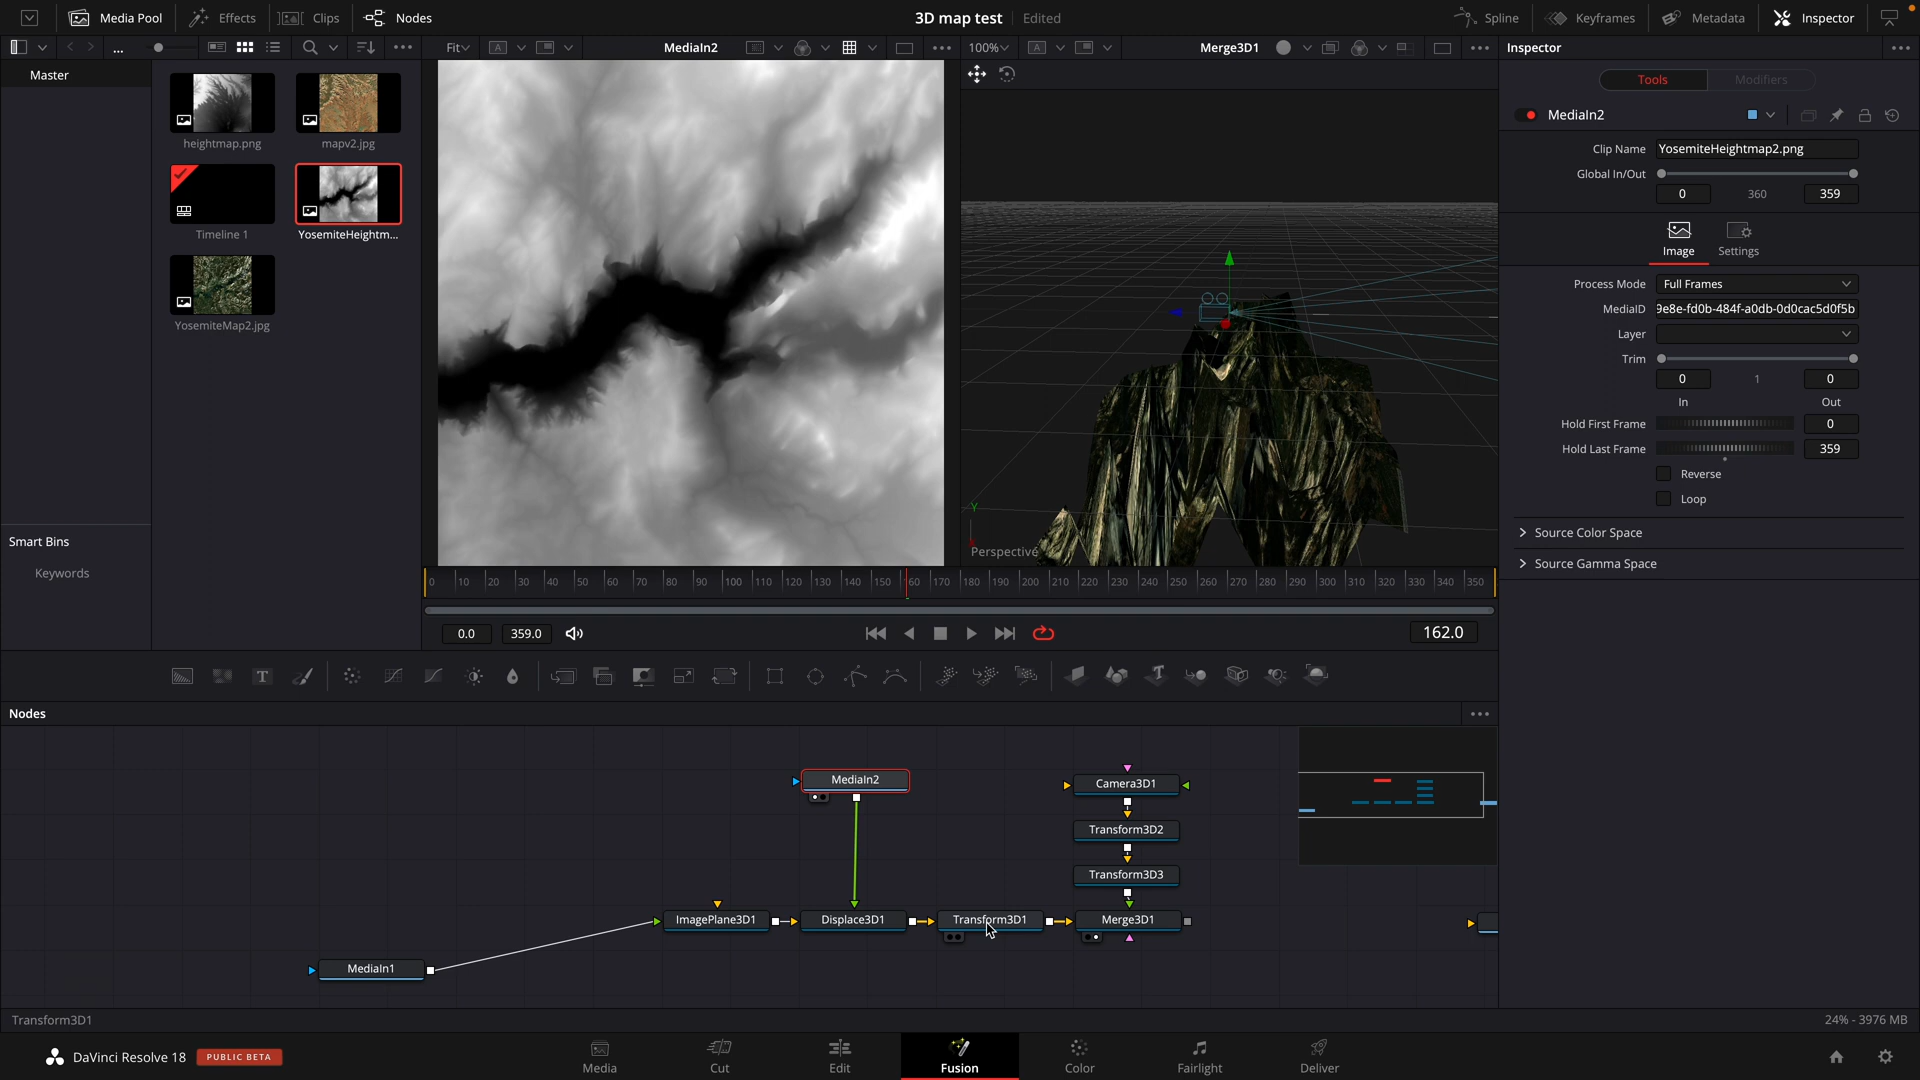 Media Pool
Effects
Clips
Nodes
3D map test
Edited
Spline
Keyframes
Metadata
Inspector
...
Fit
A
MediaIn2
100%
A
Merge3D1
Inspector
Master
heightmap.png
mapv2.jpg
Timeline 1
YosemiteHeightm...
YosemiteMap2.jpg
Smart Bins
Keywords
Y
Perspective
Tools
Modifiers
MediaIn2
Clip Name
YosemiteHeightmap2.png
Global In/Out
0
360
359
Image
Settings
Process Mode
Full Frames
MediaID
9e8e-fd0b-484f-a0db-0d0cac5d0f5b
Layer
Trim
0
1
0
In
Out
Hold First Frame
0
Hold Last Frame
359
Reverse
Loop
Source Color Space
Source Gamma Space
0 10 20 30 40 50 60 70 80 90 100 110 120 130 140 150 160 170 180 190 200 210 220 230 240 250 260 270 280 290 300 310 320 330 340 350
0.0
359.0
162.0
T
T
Nodes
MediaIn2
Camera3D1
Transform3D2
Transform3D3
ImagePlane3D1
Displace3D1
Transform3D1
Merge3D1
MediaIn1
Transform3D1
24% - 3976 MB
DaVinci Resolve 18
PUBLIC BETA
Media
Cut
Edit
Fusion
Color
Fairlight
Deliver